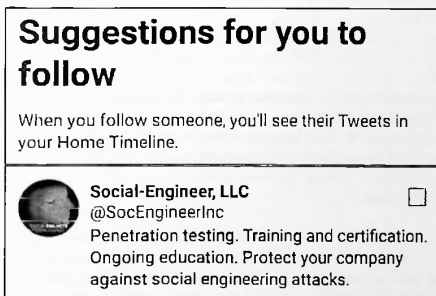 Suggestions for you to
follow
When you follow someone, you'll see their Tweets in
your Home Timeline.
Social-Engineer, LLC
@SocEngineerInc
Penetration testing. Training and certification.
Ongoing education. Protect your company
against social engineering attacks.